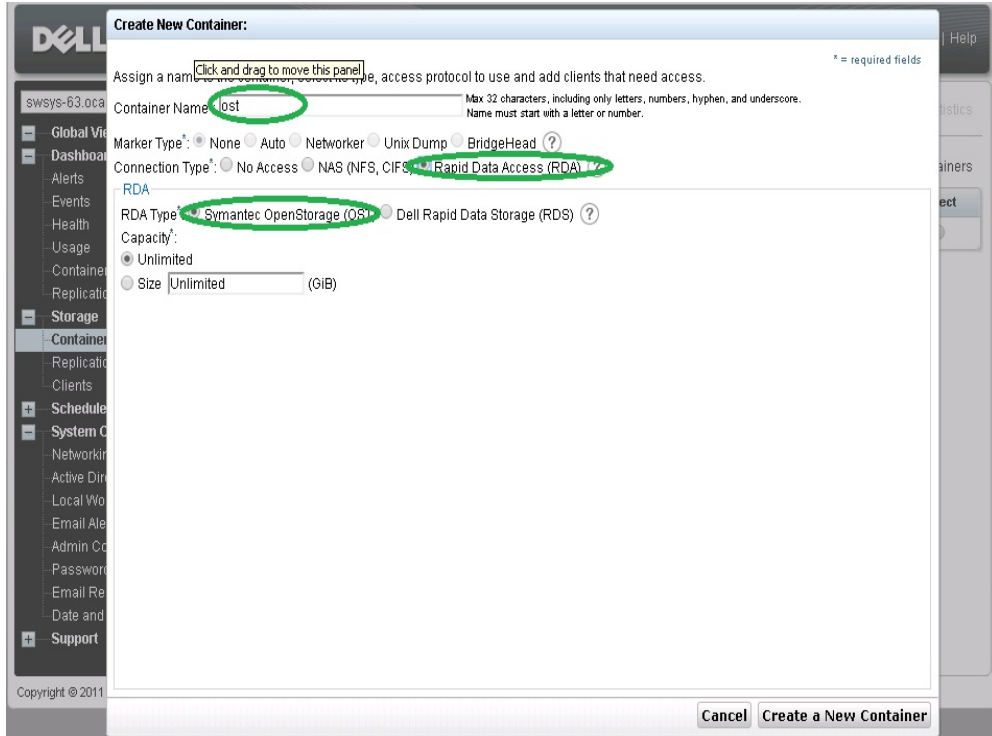 DELL
Create New Container:
| Help
* = required fields
Click and drag to move this panel
Assign a name to the container, select its type, access protocol to use and add clients that need access.
swsys-63.oca
Container Name*: ost
Max 32 characters, including only letters, numbers, hyphen, and underscore.
Name must start with a letter or number.
tistics
Global Vie
Marker Type*: None Auto Networker Unix Dump BridgeHead ?
Dashboar
Connection Type*: No Access NAS (NFS, CIFS) Rapid Data Access (RDA) ?
ainers
Alerts
RDA
Events
RDA Type* Symantec OpenStorage (OST) Dell Rapid Data Storage (RDS) ?
ect
Health
Capacity*:
Usage
Unlimited
Container
Size Unlimited (GiB)
Replicatio
Storage
Container
Replicatio
Clients
Schedule
System C
Networkin
Active Dire
Local Wo
Email Ale
Admin Co
Password
Email Re
Date and
Support
Copyright © 2011
Cancel Create a New Container